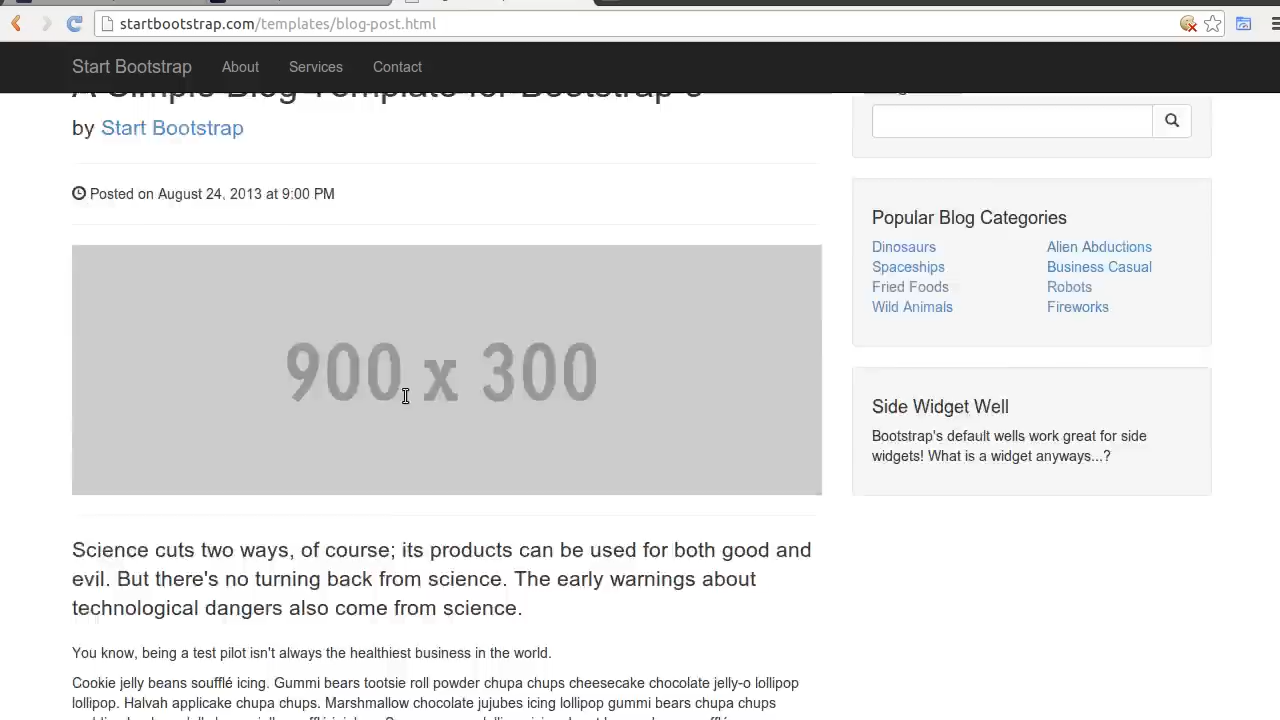 startbootstrap.com/templates/blog-post.html
Start Bootstrap About Services Contact
A Simple Blog Template for Bootstrap
by Start Bootstrap
Posted on August 24, 2013 at 9:00 PM
900 x 300
Science cuts two ways, of course; its products can be used for both good and
evil. But there's no turning back from science. The early warnings about
technological dangers also come from science.
You know, being a test pilot isn't always the healthiest business in the world.
Cookie jelly beans soufflé icing. Gummi bears tootsie roll powder chupa chups cheesecake chocolate jelly-o lollipop
lollipop. Halvah applicake chupa chups. Marshmallow chocolate jujubes icing lollipop gummi bears chupa chups
Popular Blog Categories
Dinosaurs Alien Abductions
Spaceships Business Casual
Fried Foods Robots
Wild Animals Fireworks
Side Widget Well
Bootstrap's default wells work great for side
widgets! What is a widget anyways...?